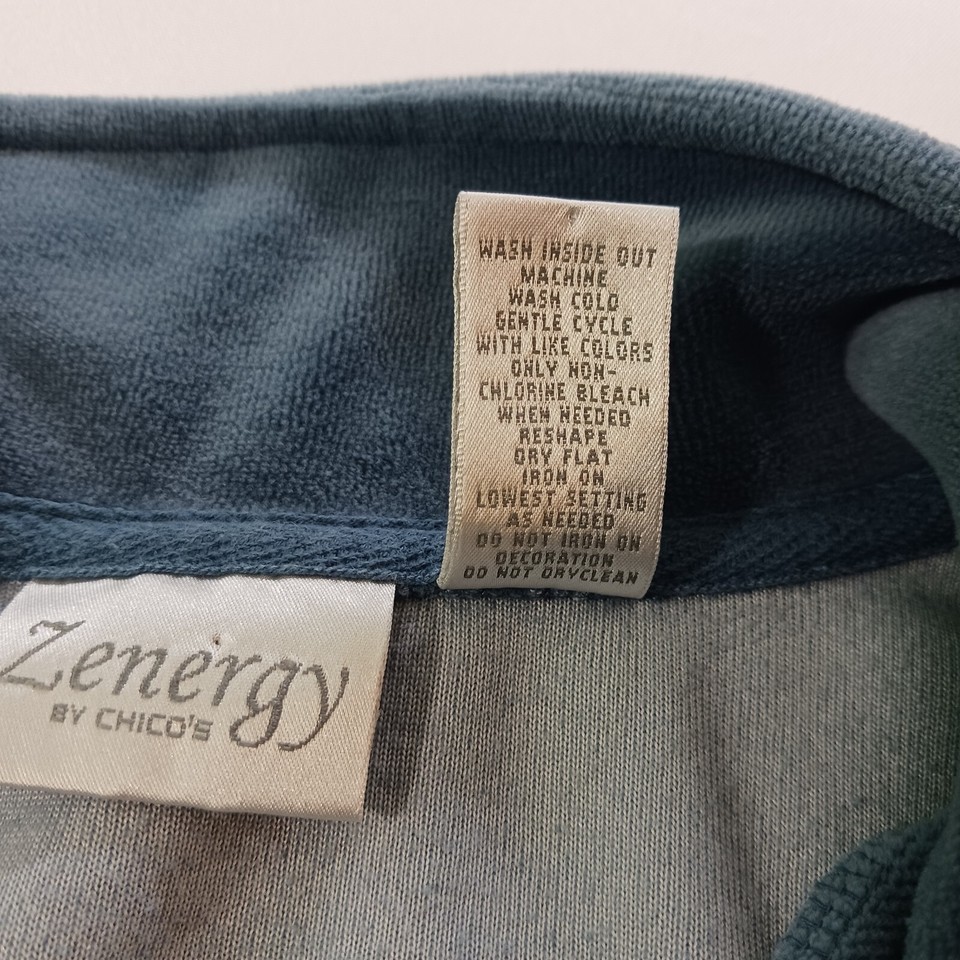 WASH INSIDE OUT
MACHINE
WASH COLD
GENTLE CYCLE
WITH LIKE COLORS
ONLY NON-
CHLORINE BLEACH
WHEN NEEDED
RESHAPE
DRY FLAT
IRON ON
LOWEST SETTING
AS NEEDED
DO NOT IRON ON
DECORATION
DO NOT DRYCLEAN
Zenergy
BY CHICO'S